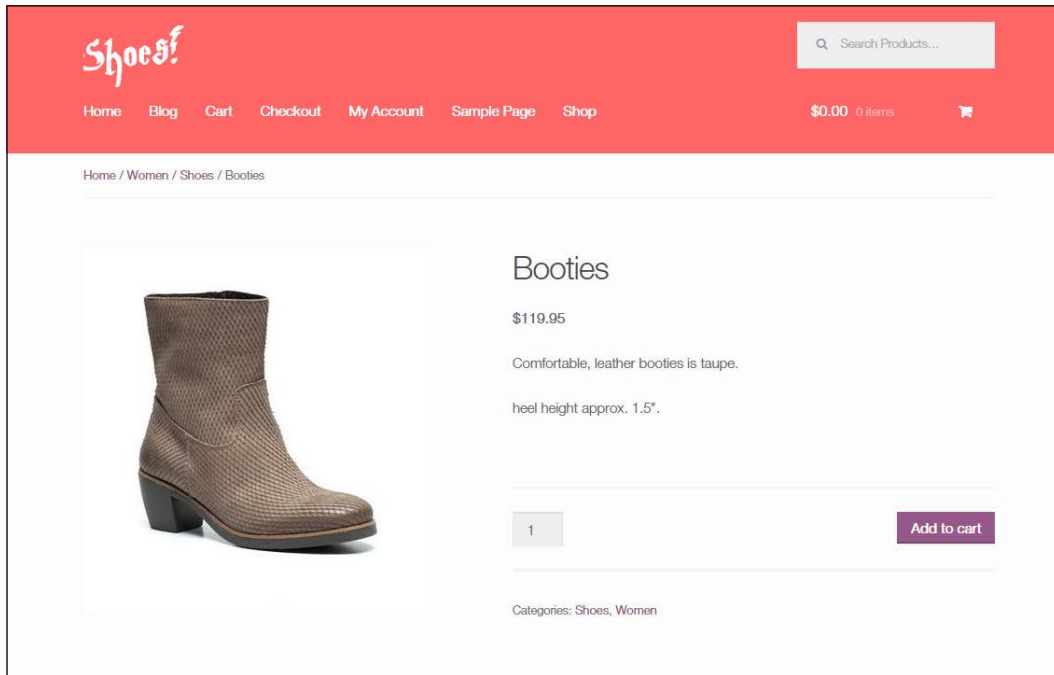 Shoes!
Search Products...
Home Blog Cart Checkout My Account Sample Page Shop $0.00 0 items
Home / Women / Shoes / Booties
Booties
$119.95
Comfortable, leather booties is taupe.
heel height approx. 1.5″.
1 Add to cart
Categories: Shoes, Women